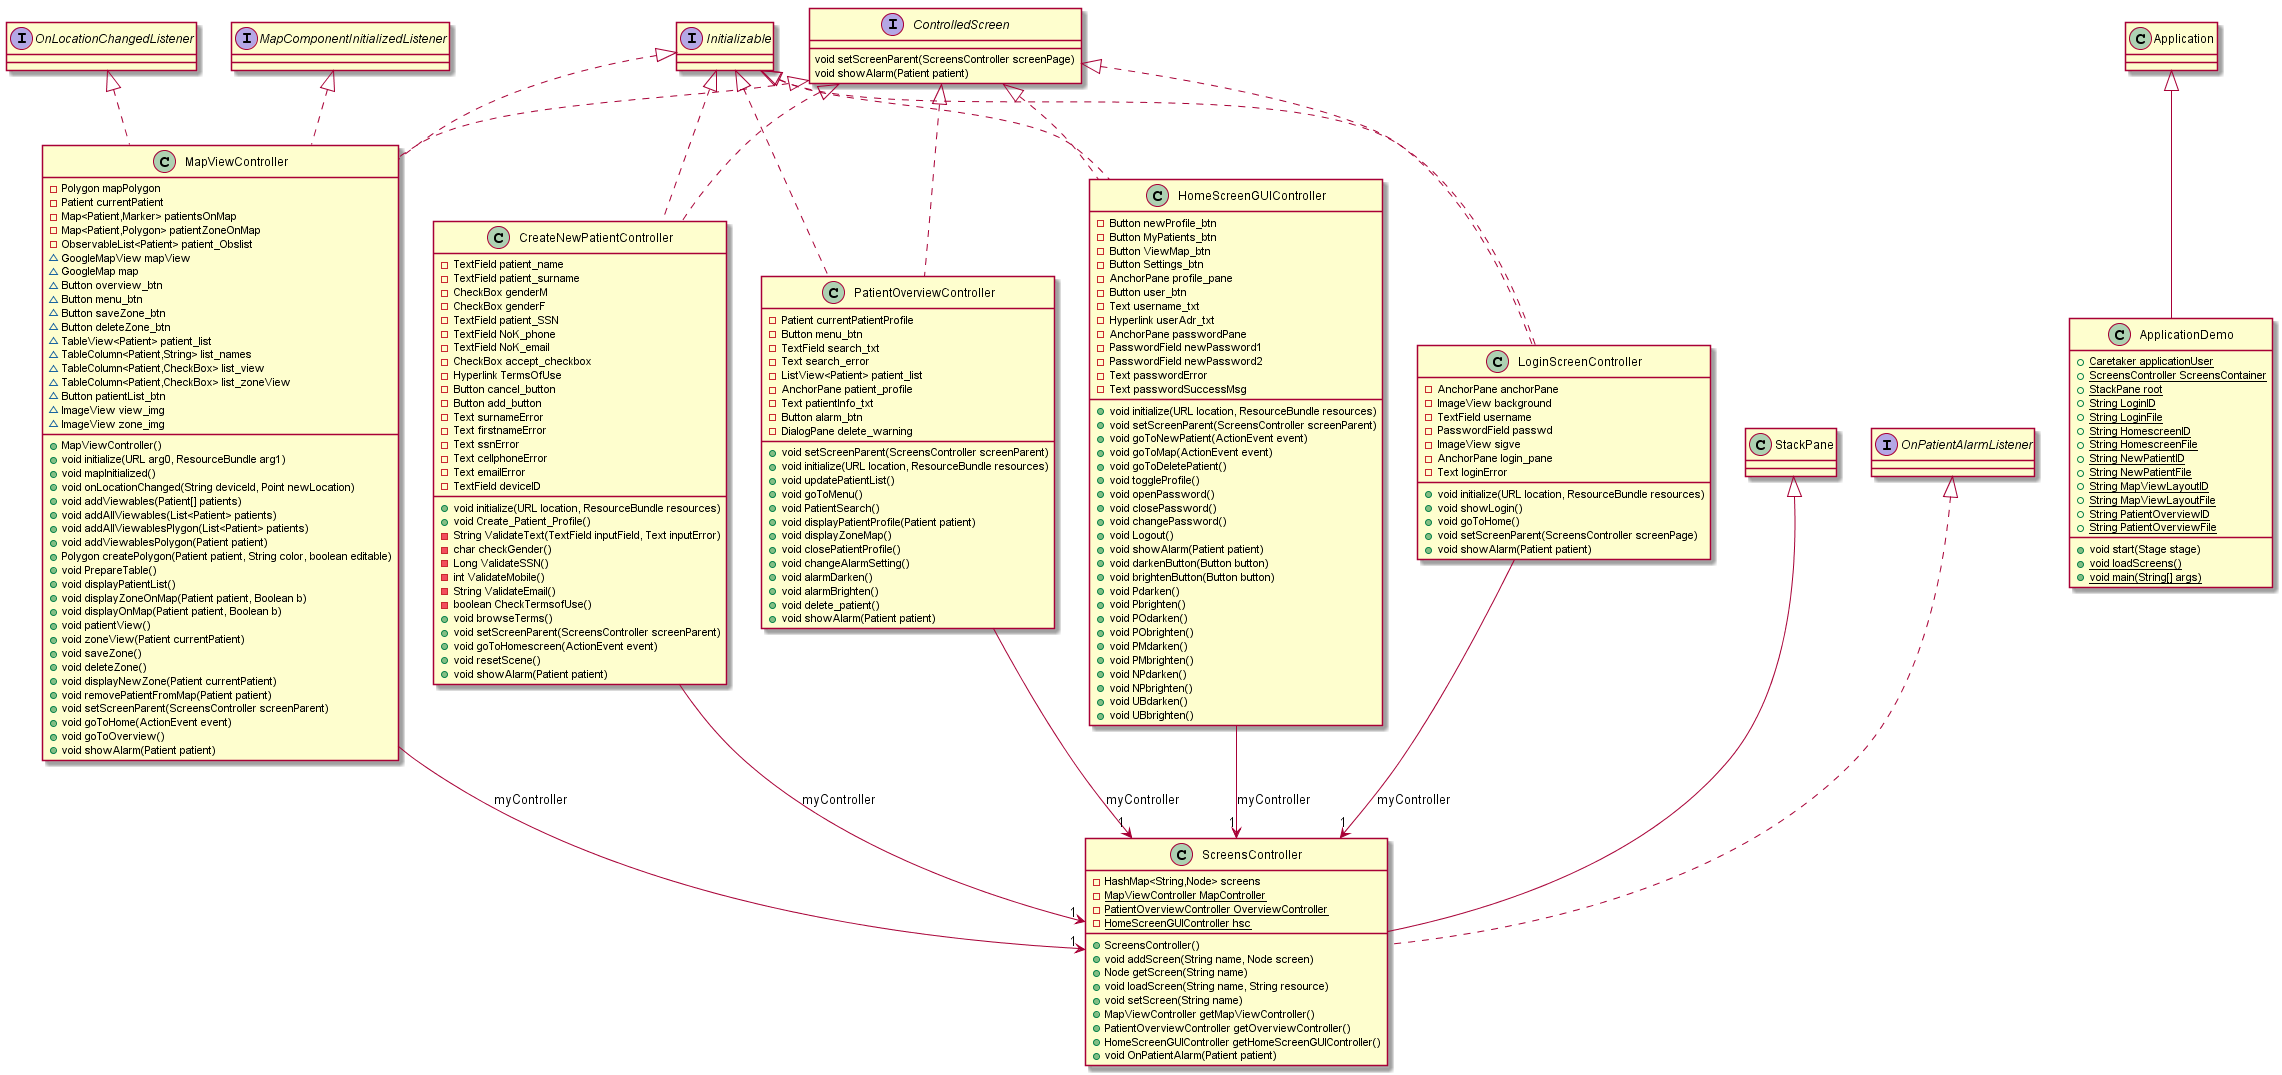 I OnLocationChangedListener
I MapComponentInitializedListener
I Initializable
I ControlledScreen
void setScreenParent(ScreensController screenPage)
void showAlarm(Patient patient)
C Application
C MapViewController
Polygon mapPolygon
Patient currentPatient
Map<Patient,Marker> patientsOnMap
Map<Patient,Polygon> patientZoneOnMap
ObservableList<Patient> patient_Obslist
GoogleMapView mapView
GoogleMap map
Button overview_btn
Button menu_btn
Button saveZone_btn
Button deleteZone_btn
TableView<Patient> patient_list
TableColumn<Patient,String> list_names
TableColumn<Patient,CheckBox> list_view
TableColumn<Patient,CheckBox> list_zoneView
Button patientList_btn
ImageView view_img
ImageView zone_img
MapViewController()
void initialize(URL arg0, ResourceBundle arg1)
void mapInitialized()
void onLocationChanged(String deviceId, Point newLocation)
void addViewables(Patient[] patients)
void addAllViewables(List<Patient> patients)
void addAllViewablesPlygon(List<Patient> patients)
void addViewablesPolygon(Patient patient)
Polygon createPolygon(Patient patient, String color, boolean editable)
void PrepareTable()
void displayPatientList()
void displayZoneOnMap(Patient patient, Boolean b)
void displayOnMap(Patient patient, Boolean b)
void patientView()
void zoneView(Patient currentPatient)
void saveZone()
void deleteZone()
void displayNewZone(Patient currentPatient)
void removePatientFromMap(Patient patient)
void setScreenParent(ScreensController screenParent)
void goToHome(ActionEvent event)
void goToOverview()
void showAlarm(Patient patient)
C CreateNewPatientController
TextField patient_name
TextField patient_surname
CheckBox genderM
CheckBox genderF
TextField patient_SSN
TextField NoK_phone
TextField NoK_email
CheckBox accept_checkbox
Hyperlink TermsOfUse
Button cancel_button
Button add_button
Text surnameError
Text firstnameError
Text ssnError
Text cellphoneError
Text emailError
TextField deviceID
void initialize(URL location, ResourceBundle resources)
void Create_Patient_Profile()
String ValidateText(TextField inputField, Text inputError)
char checkGender()
Long ValidateSSN()
int ValidateMobile()
String ValidateEmail()
boolean CheckTermsofUse()
void browseTerms()
void setScreenParent(ScreensController screenParent)
void goToHomescreen(ActionEvent event)
void resetScene()
void showAlarm(Patient patient)
C PatientOverviewController
Patient currentPatientProfile
Button menu_btn
TextField search_txt
Text search_error
ListView<Patient> patient_list
AnchorPane patient_profile
Text patientInfo_txt
Button alarm_btn
DialogPane delete_warning
void setScreenParent(ScreensController screenParent)
void initialize(URL location, ResourceBundle resources)
void updatePatientList()
void goToMenu()
void PatientSearch()
void displayPatientProfile(Patient patient)
void displayZoneMap()
void closePatientProfile()
void changeAlarmSetting()
void alarmDarken()
void alarmBrighten()
void delete_patient()
void showAlarm(Patient patient)
C HomeScreenGUIController
Button newProfile_btn
Button MyPatients_btn
Button ViewMap_btn
Button Settings_btn
AnchorPane profile_pane
Button user_btn
Text username_txt
Hyperlink userAdr_txt
AnchorPane passwordPane
PasswordField newPassword1
PasswordField newPassword2
Text passwordError
Text passwordSuccessMsg
void initialize(URL location, ResourceBundle resources)
void setScreenParent(ScreensController screenParent)
void goToNewPatient(ActionEvent event)
void goToMap(ActionEvent event)
void goToDeletePatient()
void toggleProfile()
void openPassword()
void closePassword()
void changePassword()
void Logout()
void showAlarm(Patient patient)
void darkenButton(Button button)
void brightenButton(Button button)
void Pdarken()
void Pbrighten()
void POdarken()
void PObrighten()
void PMdarken()
void PMbrighten()
void NPdarken()
void NPbrighten()
void UBdarken()
void UBbrighten()
C LoginScreenController
AnchorPane anchorPane
ImageView background
TextField username
PasswordField passwd
ImageView sigve
AnchorPane login_pane
Text loginError
void initialize(URL location, ResourceBundle resources)
void showLogin()
void goToHome()
void setScreenParent(ScreensController screenPage)
void showAlarm(Patient patient)
C StackPane
I OnPatientAlarmListener
C ApplicationDemo
Caretaker applicationUser
ScreensController ScreensContainer
StackPane root
String LoginID
String LoginFile
String HomescreenID
String HomescreenFile
String NewPatientID
String NewPatientFile
String MapViewLayoutID
String MapViewLayoutFile
String PatientOverviewID
String PatientOverviewFile
void start(Stage stage)
void loadScreens()
void main(String[] args)
myController
myController
myController
myController
myController
1
1
1
1
1
C ScreensController
HashMap<String,Node> screens
MapViewController MapController
PatientOverviewController OverviewController
HomeScreenGUIController hsc
ScreensController()
void addScreen(String name, Node screen)
Node getScreen(String name)
void loadScreen(String name, String resource)
void setScreen(String name)
MapViewController getMapViewController()
PatientOverviewController getOverviewController()
HomeScreenGUIController getHomeScreenGUIController()
void OnPatientAlarm(Patient patient)